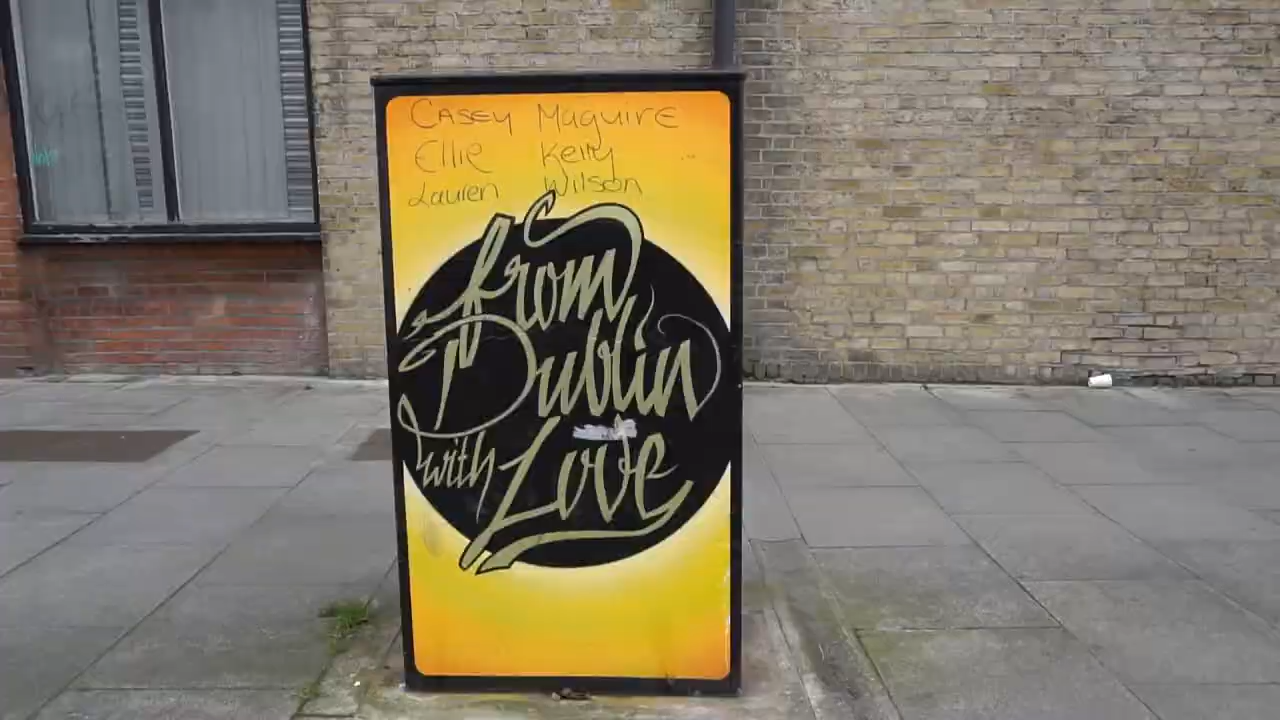 Casey Maguire
Ellie Kelly
Lauren Wilson
from
Dublin
with Love